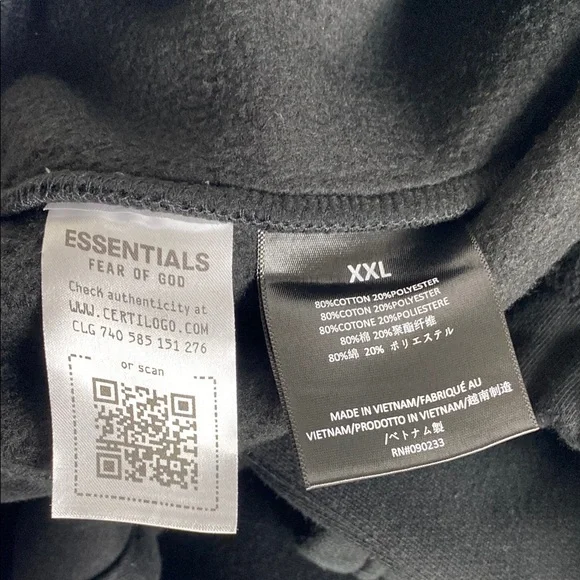 ESSENTIALS
FEAR OF GOD
Check authenticity at
WWW.CERTILOGO.COM
CLG 740 585 151 276
or scan
XXL
80%COTTON 20%POLYESTER
80%COTON 20%POLYESTER
80%COTONE 20%POLIESTERE
80%棉 20%聚酯纤维
80%綿 20% ポリエステル
MADE IN VIETNAM/FABRIQUÉ AU
VIETNAM/PRODOTTO IN VIETNAM/越南制造
/ベトナム製
RN#090233